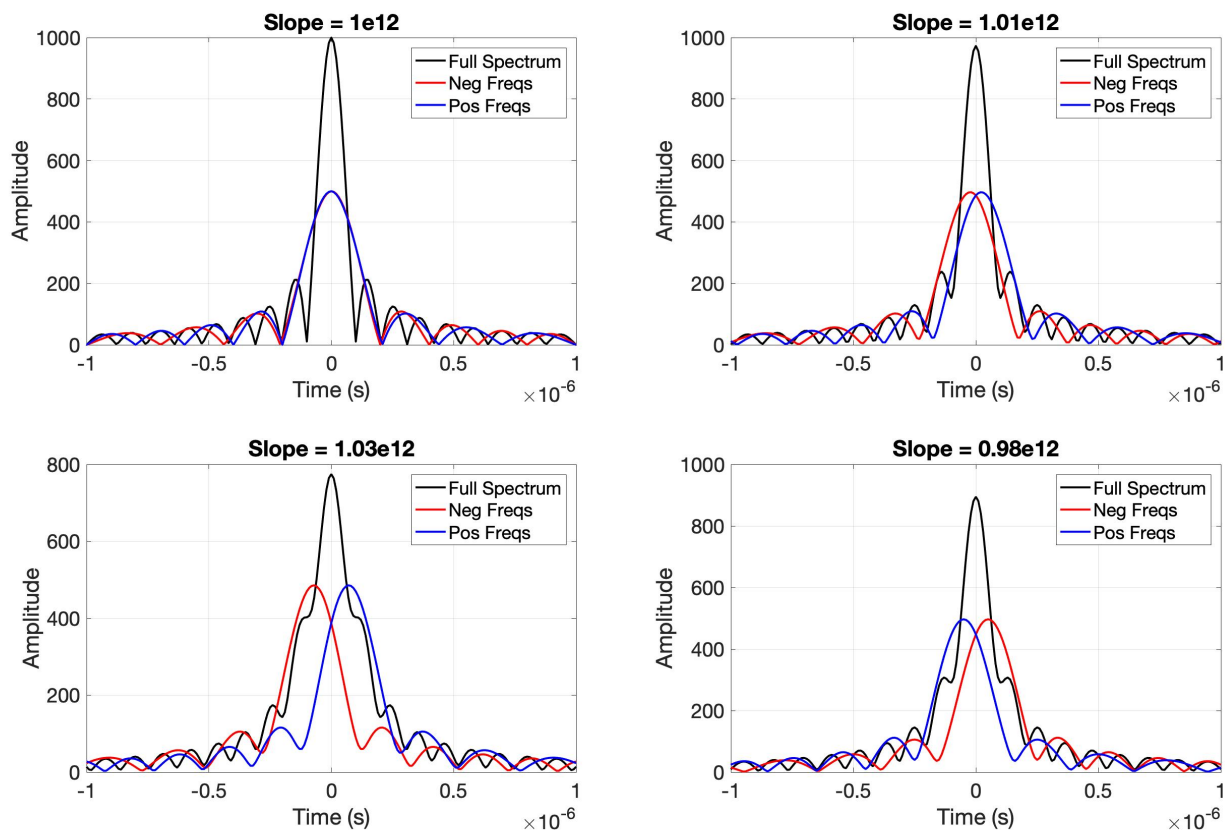 Slope = 1e12
1000
800
600
400
200
0
Amplitude
-1
-0.5
0
0.5
1
Time (s)
×10⁻⁶
Full Spectrum
Neg Freqs
Pos Freqs
Slope = 1.01e12
1000
800
600
400
200
0
Amplitude
-1
-0.5
0
0.5
1
Time (s)
×10⁻⁶
Full Spectrum
Neg Freqs
Pos Freqs
Slope = 1.03e12
800
600
400
200
0
Amplitude
-1
-0.5
0
0.5
1
Time (s)
×10⁻⁶
Full Spectrum
Neg Freqs
Pos Freqs
Slope = 0.98e12
1000
800
600
400
200
0
Amplitude
-1
-0.5
0
0.5
1
Time (s)
×10⁻⁶
Full Spectrum
Neg Freqs
Pos Freqs